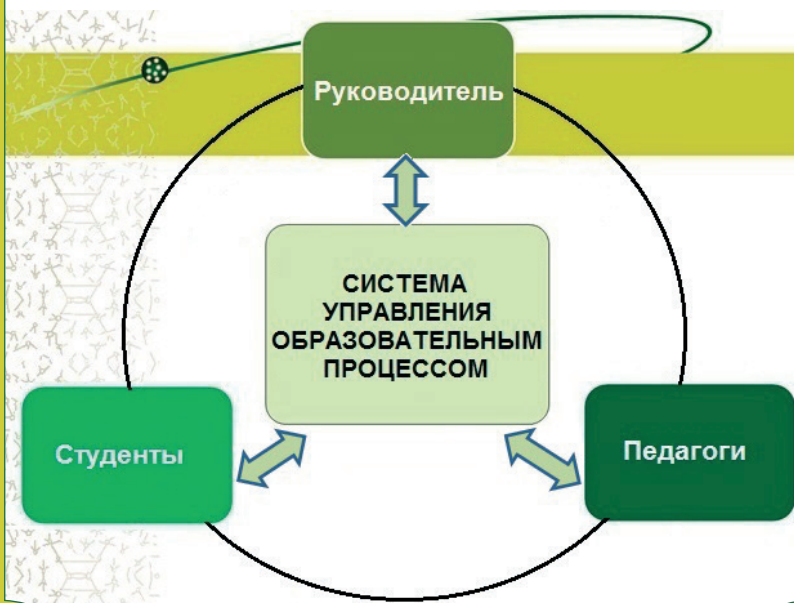 Руководитель
СИСТЕМА
УПРАВЛЕНИЯ
ОБРАЗОВАТЕЛЬНЫМ
ПРОЦЕССОМ
Студенты
Педагоги